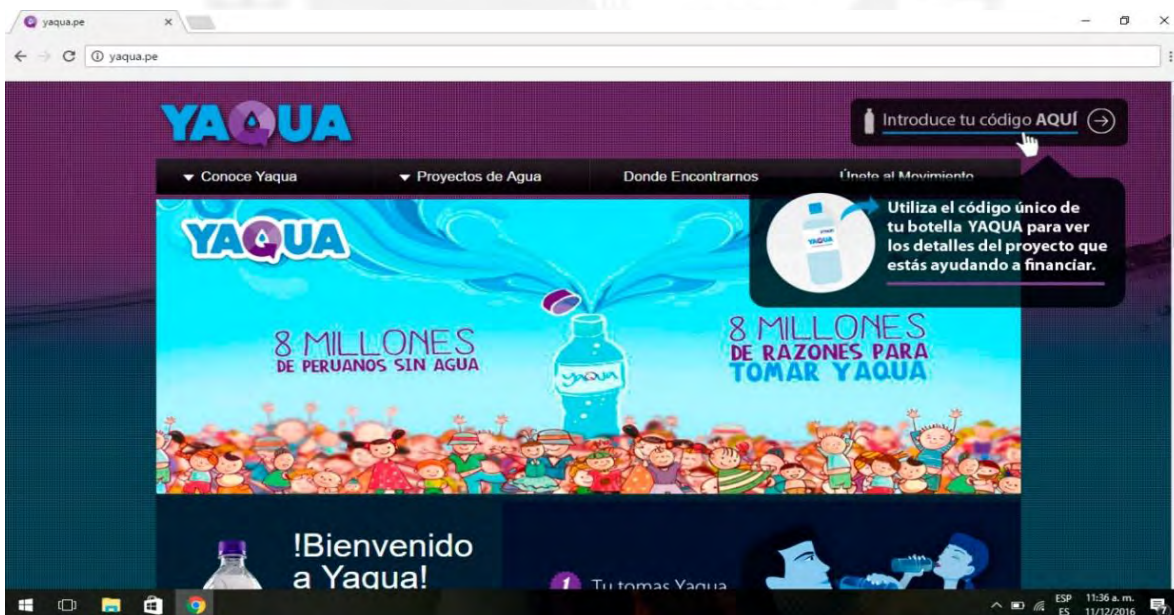 yaqua.pe
yaqua.pe
YAQUA
Introduce tu código AQUÍ
Conoce Yaqua
Proyectos de Agua
Donde Encontrarnos
Únete al Movimiento
Utiliza el código único de
tu botella YAQUA para ver
los detalles del proyecto que
estás ayudando a financiar.
YAQUA
YAQUA
8 MILLONES
DE PERUANOS SIN AGUA
YAQUA
8 MILLONES
DE RAZONES PARA
TOMAR YAQUA
!Bienvenido
a Yaqua!
1 Tu tomas Yaqua
ESP 11:36 a. m.
ES 11/12/2016